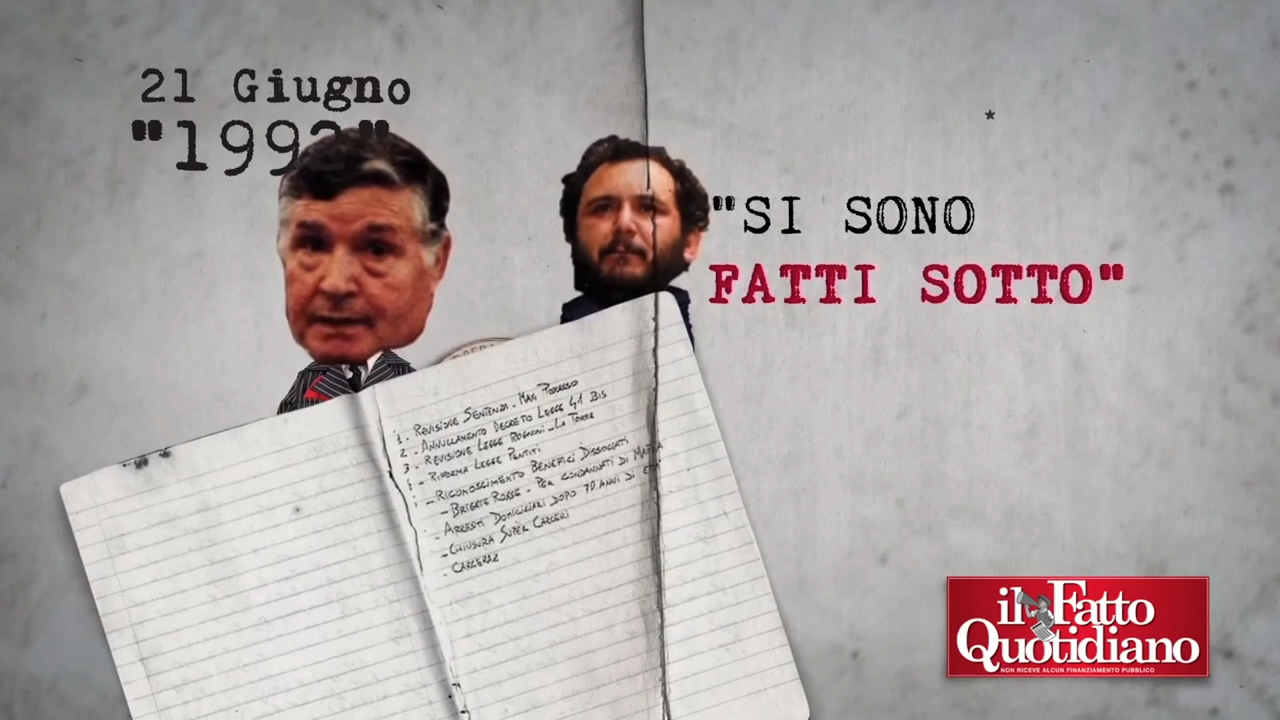 21 Giugno
"1992"
"SI SONO
FATTI SOTTO"
1 - REVISIONE SENTENZA - MAXI PROCESSO
2 - ANNULLAMENTO DECRETO LEGGE 41 BIS
3 - REVISIONE LEGGE ROGNONI - LA TORRE
- RIFORMA LEGGE PENTITI
- RICONOSCIMENTO BENEFICI DISSOCIATI
- BRIGATE ROSSE - PER CONDANNATI DI MAFIA
- ARRESTI DOMICILIARI DOPO 70 ANNI DI ETÀ
- CHIUSURA SUPER CARCERI
- CARCERAZ
il Fatto
Quotidiano
NON RICEVE ALCUN FINANZIAMENTO PUBBLICO